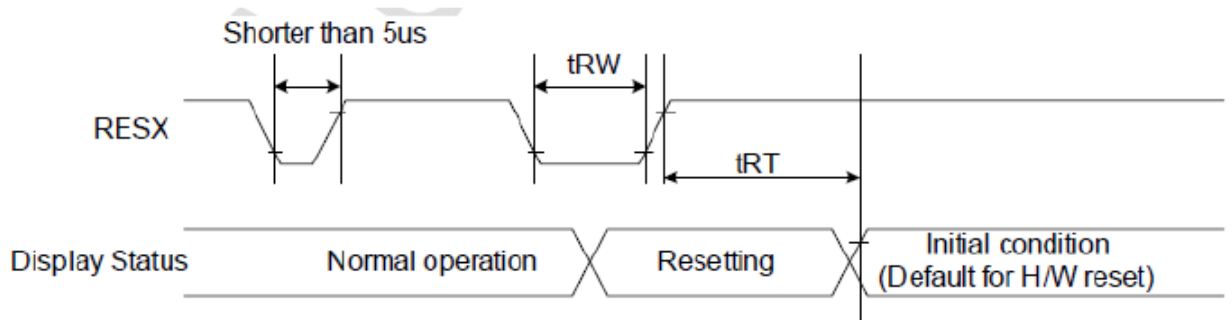 Shorter than 5us
tRW
RESX
tRT
Display Status
Normal operation
Resetting
Initial condition
(Default for H/W reset)